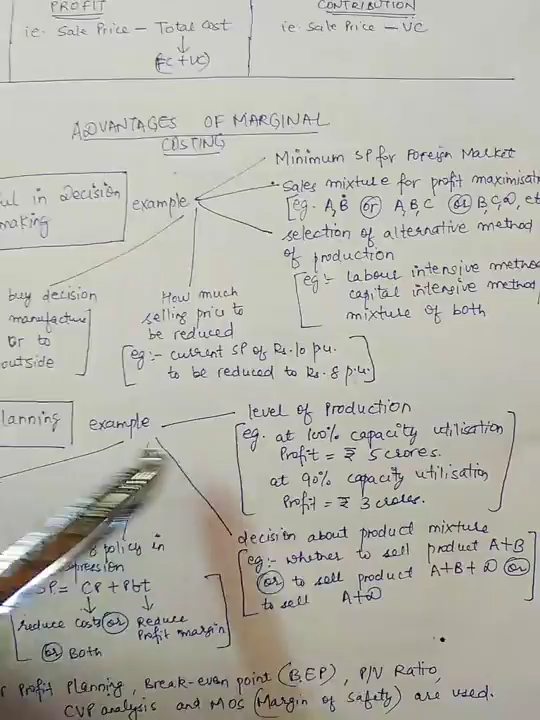 PROFIT
ie. Sale Price - Total Cost
(FC + VC)
CONTRIBUTION
ie. Sale Price - VC
ADVANTAGES OF MARGINAL
COSTING
in Decision
making
example
Minimum SP for Foreign Market
Sales mixture for profit
[eg. A,B or A,B,C or B,C,D,
selection of alternative method
of production
[eg:- labour intensive method
capital intensive method
mixture of both
buy decision
manufacture]
or to
outside
How much
selling price to
be reduced
[eg:- current SP of Rs. 10 p.u.
to be reduced to Rs. 8 p.u.]
example
level of Production
[eg. at 100% capacity utilisation
Profit = ₹ 5 crores.
at 90% capacity utilisation
Profit = ₹ 3 crores.]
decision about product mixture
[eg:- whether to sell product A+B
or to sell product A+B+D or
to sell A+D]
policy in
= CP + Pbt
reduce costs or Reduce
Profit margin
or Both
Profit Planning, Break-even point (BEP), P/V Ratio,
CVP analysis and MOS (Margin of safety) are used.